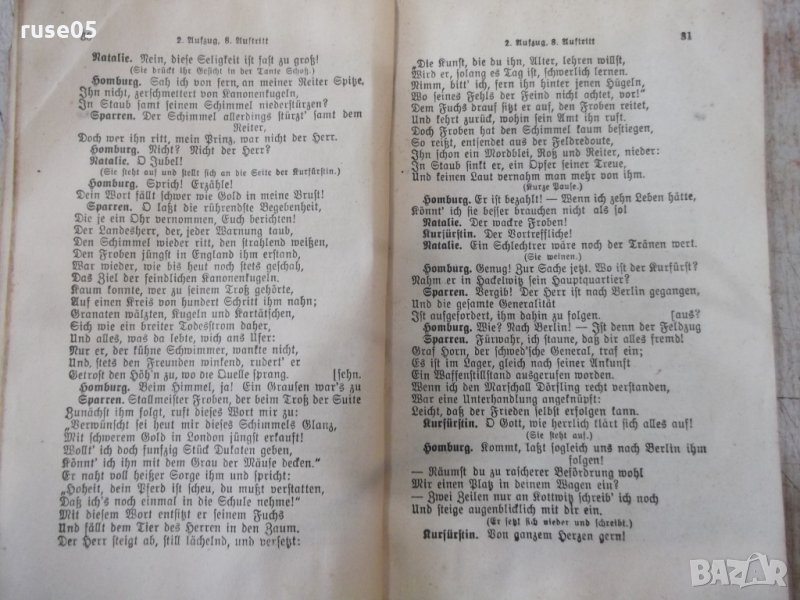 ruse05
2. Aufzug, 8. Auftritt
Natalie. Nein, diese Seligkeit ist fast zu groß!
(Sie drückt ihr Gesicht in der Tante Schoß.)
Homburg. Sah ich von fern, an meiner Reiter Spitze,
Ihn nicht, zerschmettert von Kanonenkugeln,
In Staub samt seinem Schimmel niederstürzen?
Sparren. Der Schimmel allerdings stürzt' samt dem
Reiter,
Doch wer ihn ritt, mein Prinz, war nicht der Herr.
Homburg. Nicht? Nicht der Herr?
Natalie. O Jubel!
(Sie steht auf und stellt sich an die Seite der Kurfürstin.)
Homburg. Sprich! Erzähle!
Dein Wort fällt schwer wie Gold in meine Brust!
Sparren. O laßt die rührendste Begebenheit,
Die je ein Ohr vernommen, Euch berichten!
Der Landesherr, der, jeder Warnung taub,
Den Schimmel wieder ritt, den strahlend weißen,
Den Froben jüngst in England ihm erstand,
War wieder, wie bis heut noch stets geschah,
Das Ziel der feindlichen Kanonenkugeln.
Kaum konnte, wer zu seinem Troß gehörte,
Auf einen Kreis von hundert Schritt ihm nahn;
Granaten wälzten, Kugeln und Kartätschen,
Sich wie ein breiter Todesstrom daher,
Und alles, was da lebte, wich ans Ufer:
Nur er, der kühne Schwimmer, wankte nicht,
Und, stets den Freunden winkend, rudert' er
Getrost den Höh'n zu, wo die Quelle sprang. [sehn.
Homburg. Beim Himmel, ja! Ein Grausen war's zu
Sparren. Stallmeister Froben, der beim Troß der Suite
Zunächst ihm folgt, ruft dieses Wort mir zu:
„Verwünscht sei heut mir dieses Schimmels Glanz,
Mit schwerem Gold in London jüngst erkauft!
Wollt' ich doch funfzig Stück Dukaten geben,
Könnt' ich ihn mit dem Grau der Mäuse decken.“
Er naht voll heißer Sorge ihm und spricht:
„Hoheit, dein Pferd ist scheu, du mußt verstatten,
Daß ich's noch einmal in die Schule nehme!“
Mit diesem Wort entsitzt er seinem Fuchs
Und fällt dem Tier des Herren in den Zaum.
Der Herr steigt ab, still lächelnd, und versetzt:
2. Aufzug, 8. Auftritt 31
„Die Kunst, die du ihn, Alter, lehren willst,
Wird er, solang es Tag ist, schwerlich lernen.
Nimm, bitt' ich, fern ihn hinter jenen Hügeln,
Wo seines Fehls der Feind nicht achtet, vor!“
Dem Fuchs drauf sitzt er auf, den Froben reitet,
Und kehrt zurück, wohin sein Amt ihn ruft.
Doch Froben hat den Schimmel kaum bestiegen,
So reißt, entsendet aus der Feldredoute,
Ihn schon ein Mordblei, Roß und Reiter, nieder:
In Staub sinkt er, ein Opfer seiner Treue,
Und keinen Laut vernahm man mehr von ihm.
(Kurze Pause.)
Homburg. Er ist bezahlt! — Wenn ich zehn Leben hätte,
Könnt' ich sie besser brauchen nicht als so!
Natalie. Der wackre Froben!
Kurfürstin. Der Vortreffliche!
Natalie. Ein Schlechtrer wäre noch der Tränen wert.
(Sie weinen.)
Homburg. Genug! Zur Sache jetzt. Wo ist der Kurfürst?
Nahm er in Hackelwitz sein Hauptquartier?
Sparren. Vergib! Der Herr ist nach Berlin gegangen,
Und die gesamte Generalität
Ist aufgefordert, ihm dahin zu folgen. [aus?
Homburg. Wie? Nach Berlin! — Ist denn der Feldzug
Sparren. Fürwahr, ich staune, daß dir alles fremd!
Graf Horn, der schwed'sche General, traf ein;
Es ist im Lager, gleich nach seiner Ankunft
Ein Waffenstillstand ausgerufen worden.
Wenn ich den Marschall Dörfling recht verstanden,
War eine Unterhandlung angeknüpft:
Leicht, daß der Frieden selbst erfolgen kann.
Kurfürstin. O Gott, wie herrlich klärt sich alles auf!
(Sie steht auf.)
Homburg. Kommt, laßt sogleich uns nach Berlin ihm
folgen!
— Räumst du zu rascherer Beförderung wohl
Mir einen Platz in deinem Wagen ein?
— Zwei Zeilen nur an Kottwitz schreib' ich noch
Und steige augenblicklich mit dir ein.
(Er setzt sich nieder und schreibt.)
Kurfürstin. Von ganzem Herzen gern!
BAZAR